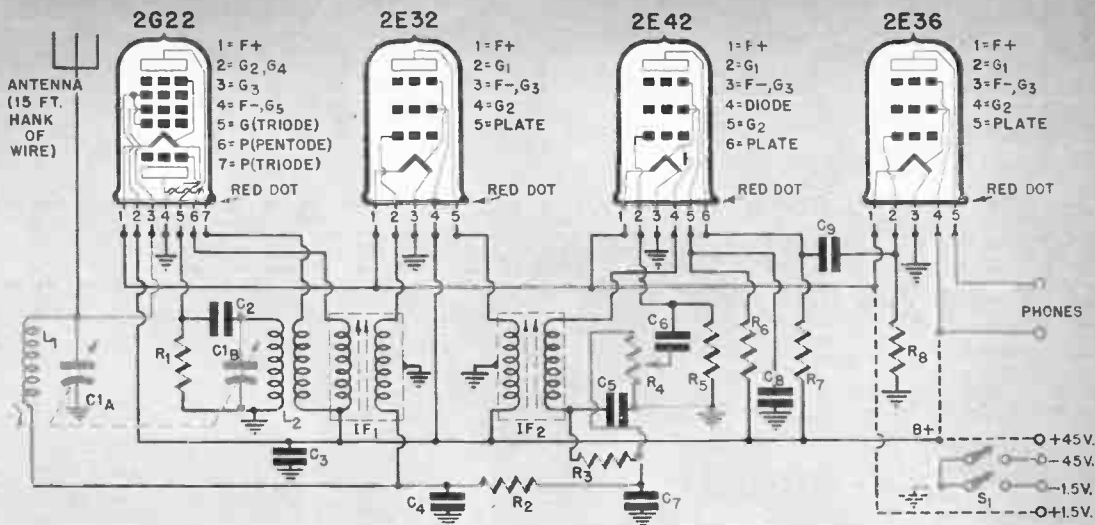 2G22
2E32
2E42
2E36
ANTENNA
(15 FT.
HANK
OF
WIRE)
1= F+
2= G2, G4
3= G3
4= F-, G5
5= G(TRIODE)
6= P(PENTODE)
7= P(TRIODE)
RED DOT
1= F+
2= G1
3= F-, G3
4= G2
5= PLATE
RED DOT
1= F+
2= G1
3= F-, G3
4= DIODE
5= G2
6= PLATE
RED DOT
1= F+
2= G1
3= F-, G3
4= G2
5= PLATE
RED DOT
1 2 3 4 5 6 7
1 2 3 4 5
1 2 3 4 5 6
1 2 3 4 5
L1
C1A
R1
C2
C1B
L2
IF1
IF2
C3
C4
R2
R3
C5
R4
C6
R5
C7
R6
C8
R7
C9
R8
PHONES
B+
+45V.
-45V.
-1.5V.
+1.5V.
S1